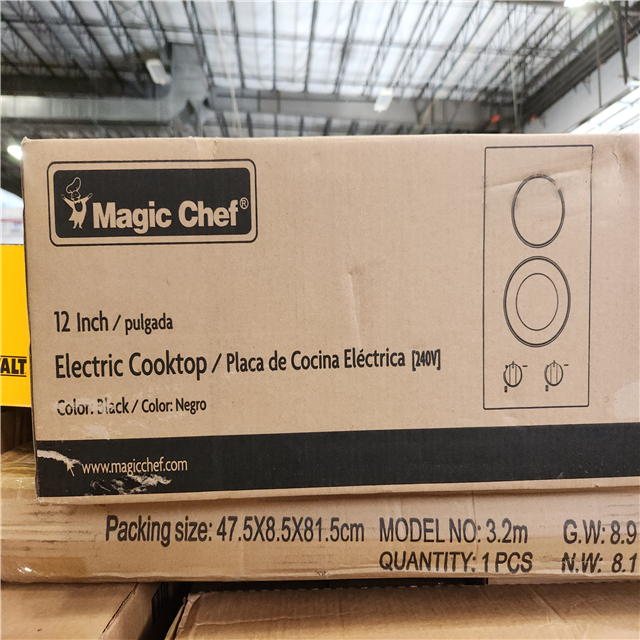 Magic Chef®
12 Inch / pulgada
Electric Cooktop / Placa de Cocina Eléctrica [240V]
Color: Black / Color: Negro
www.magicchef.com
ALT
Packing size: 47.5X8.5X81.5cm MODEL NO: 3.2m G.W: 8.9
QUANTITY: 1 PCS N.W: 8.1